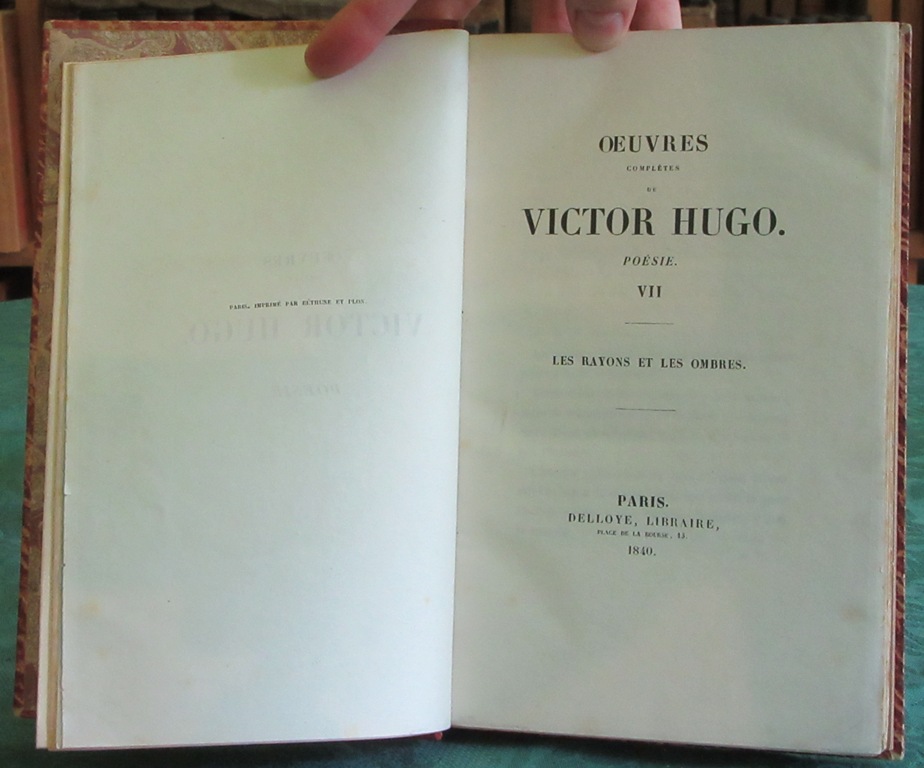 PARIS, IMPRIMÉ PAR BÉTHUNE ET PLON.
OEUVRES
COMPLÈTES
DE
VICTOR HUGO.
POÉSIE.
VII
LES RAYONS ET LES OMBRES.
PARIS.
DELLOYE, LIBRAIRE,
PLACE DE LA BOURSE, 13.
1840.